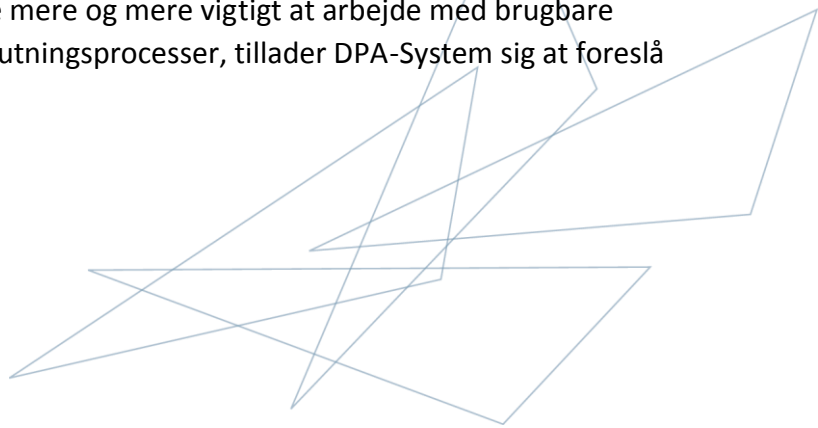 mere og mere vigtigt at arbejde med brugbare
utningsprocesser, tillader DPA-System sig at foreslå